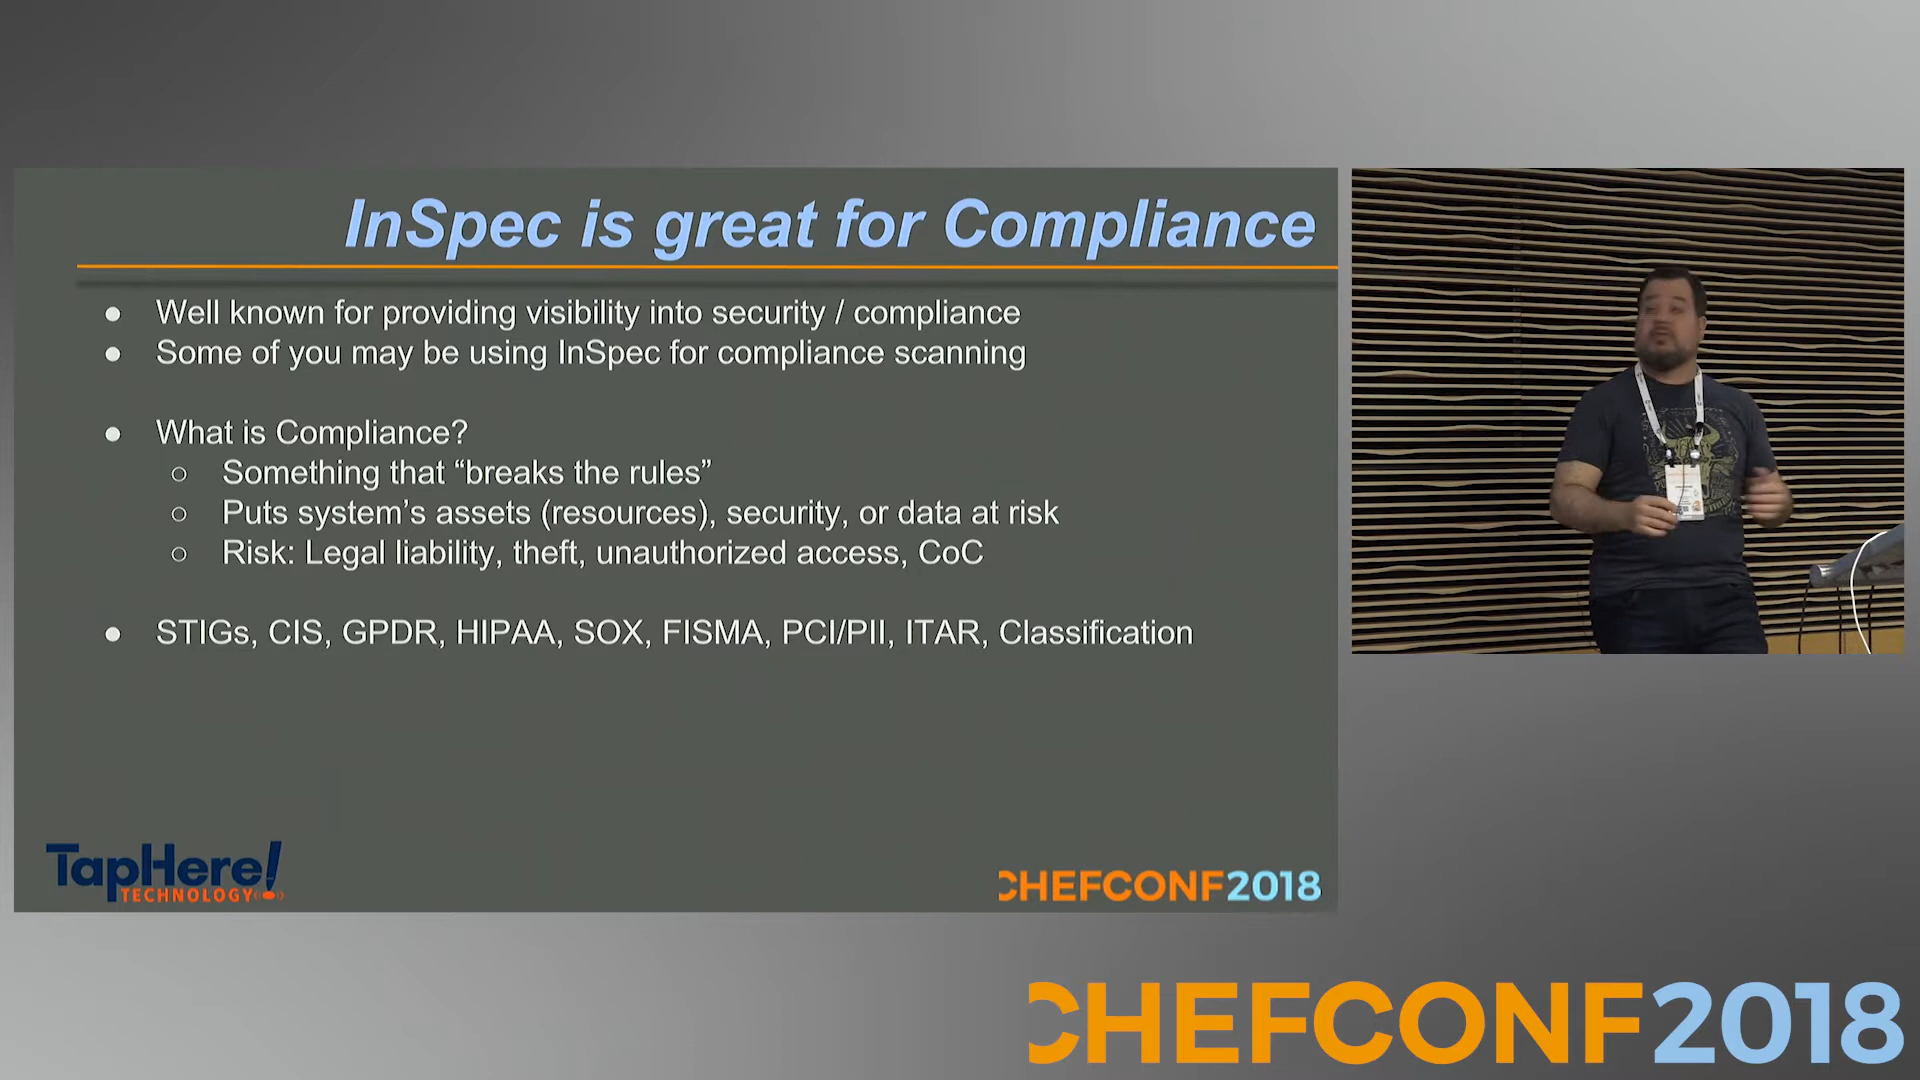 InSpec is great for Compliance
● Well known for providing visibility into security / compliance
● Some of you may be using InSpec for compliance scanning
● What is Compliance?
○ Something that “breaks the rules”
○ Puts system’s assets (resources), security, or data at risk
○ Risk: Legal liability, theft, unauthorized access, CoC
● STIGs, CIS, GPDR, HIPAA, SOX, FISMA, PCI/PII, ITAR, Classification
TapHere!
TECHNOLOGY
CHEFCONF2018
CHEFCONF2018